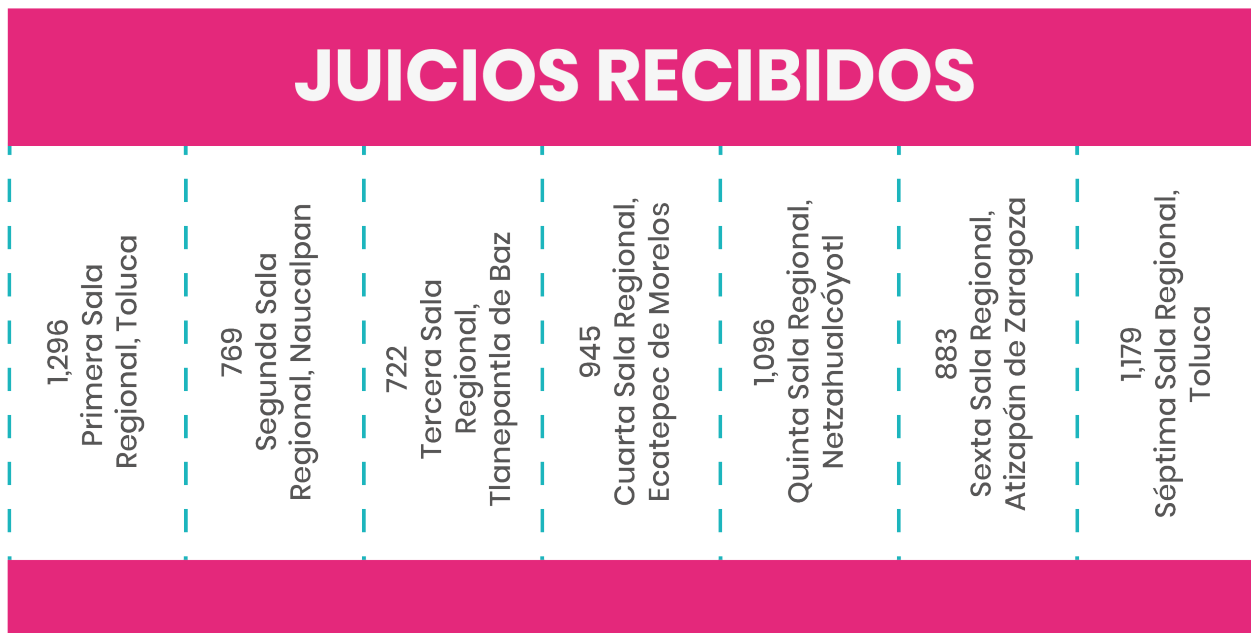 JUICIOS RECIBIDOS
1,296
Primera Sala
Regional, Toluca
769
Segunda Sala
Regional, Naucalpan
722
Tercera Sala
Regional,
Tlanepantla de Baz
945
Cuarta Sala Regional,
Ecatepec de Morelos
1,096
Quinta Sala Regional,
Netzahualcóyotl
883
Sexta Sala Regional,
Atizapán de Zaragoza
1,179
Séptima Sala Regional,
Toluca